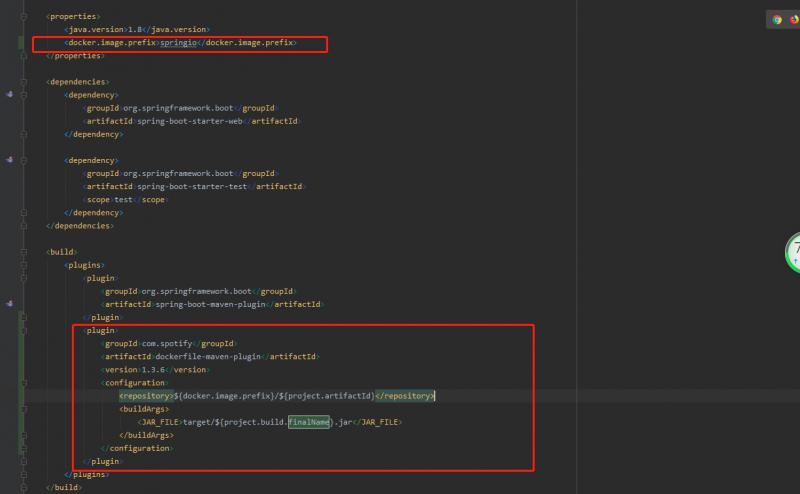 <properties>
<java.version>1.8</java.version>
<docker.image.prefix>springio</docker.image.prefix>
</properties>
<dependencies>
<dependency>
<groupId>org.springframework.boot</groupId>
<artifactId>spring-boot-starter-web</artifactId>
</dependency>
<dependency>
<groupId>org.springframework.boot</groupId>
<artifactId>spring-boot-starter-test</artifactId>
<scope>test</scope>
</dependency>
</dependencies>
<build>
<plugins>
<plugin>
<groupId>org.springframework.boot</groupId>
<artifactId>spring-boot-maven-plugin</artifactId>
</plugin>
<plugin>
<groupId>com.spotify</groupId>
<artifactId>dockerfile-maven-plugin</artifactId>
<version>1.3.6</version>
<configuration>
<repository>${docker.image.prefix}/${project.artifactId}</repository>
<buildArgs>
<JAR_FILE>target/${project.build.finalName}.jar</JAR_FILE>
</buildArgs>
</configuration>
</plugin>
</plugins>
</build>